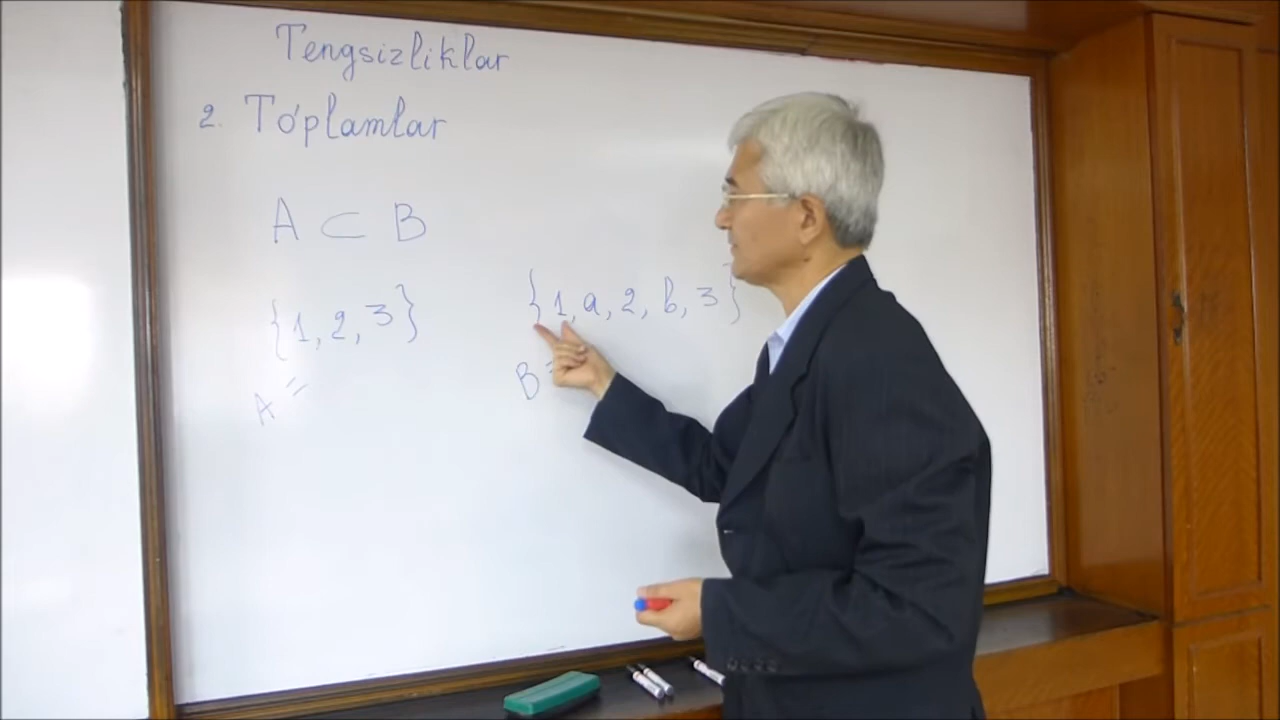 Tengsizliklar
2. To'plamlar
A ⊂ B
{1, 2, 3} {1, a, 2, b, 3}
A = B =